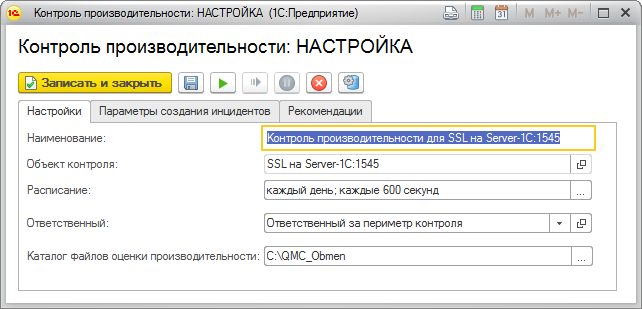 Контроль производительности: НАСТРОЙКА (1С:Предприятие)
M M+ M-
Контроль производительности: НАСТРОЙКА
Записать и закрыть
Настройки Параметры создания инцидентов Рекомендации
Наименование: Контроль производительности для SSL на Server-1C:1545
Объект контроля: SSL на Server-1C:1545
Расписание: каждый день; каждые 600 секунд ...
Ответственный: Ответственный за периметр контроля
Каталог файлов оценки производительности: C:\QMC_Obmen ...